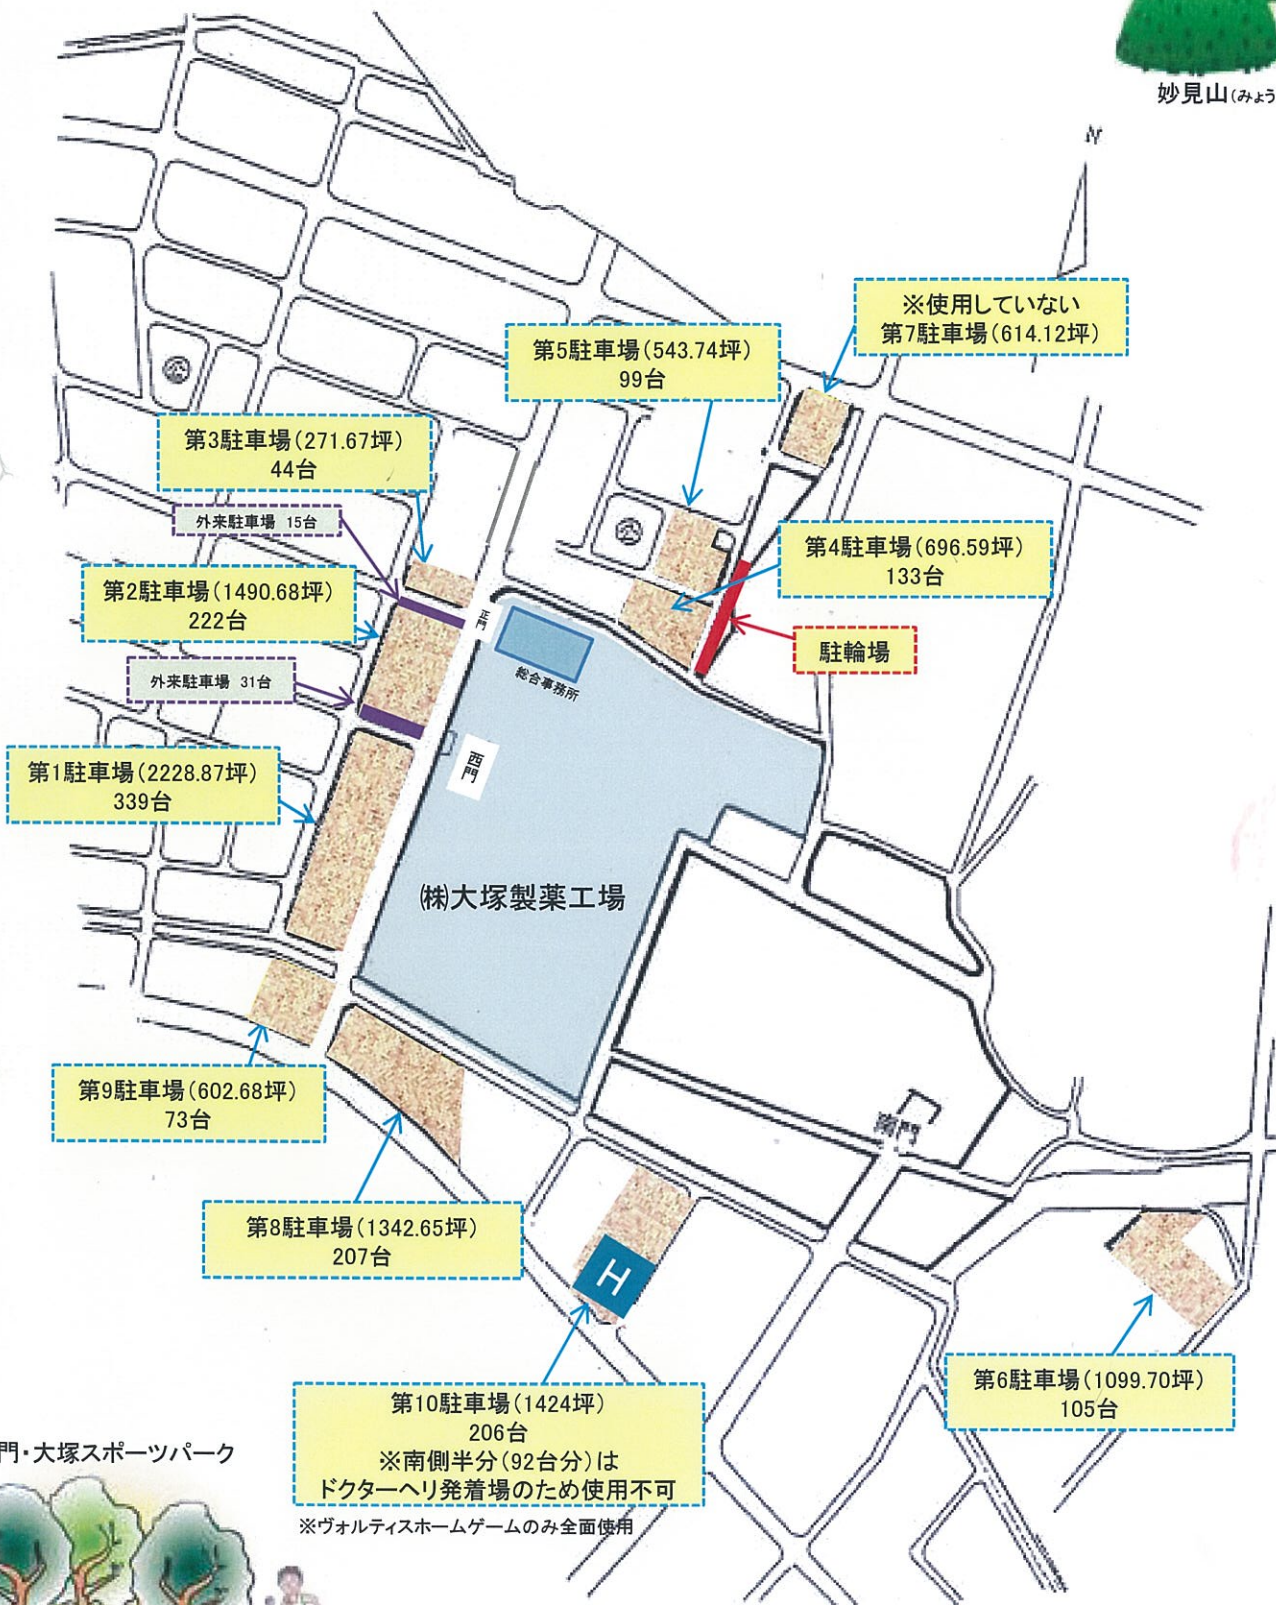 妙見山(みょう
N
※使用していない
第7駐車場(614.12坪)
第5駐車場(543.74坪)
99台
第3駐車場(271.67坪)
44台
外来駐車場 15台
第4駐車場(696.59坪)
133台
第2駐車場(1490.68坪)
222台
正門
駐輪場
総合事務所
外来駐車場 31台
西門
第1駐車場(2228.87坪)
339台
㈱大塚製薬工場
第9駐車場(602.68坪)
73台
南門
第8駐車場(1342.65坪)
207台
H
第6駐車場(1099.70坪)
105台
第10駐車場(1424坪)
206台
※南側半分(92台分)は
ドクターヘリ発着場のため使用不可
※ヴォルティスホームゲームのみ全面使用
門・大塚スポーツパーク